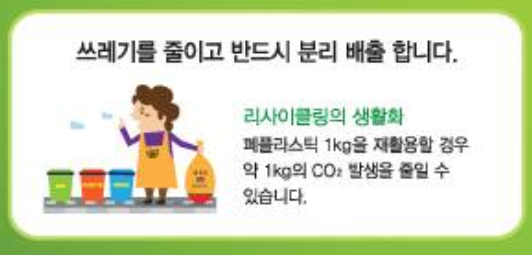 쓰레기를 줄이고 반드시 분리 배출 합니다.
리사이클링의 생활화
폐플라스틱 1kg을 재활용할 경우
약 1kg의 CO₂ 발생을 줄일 수
있습니다.